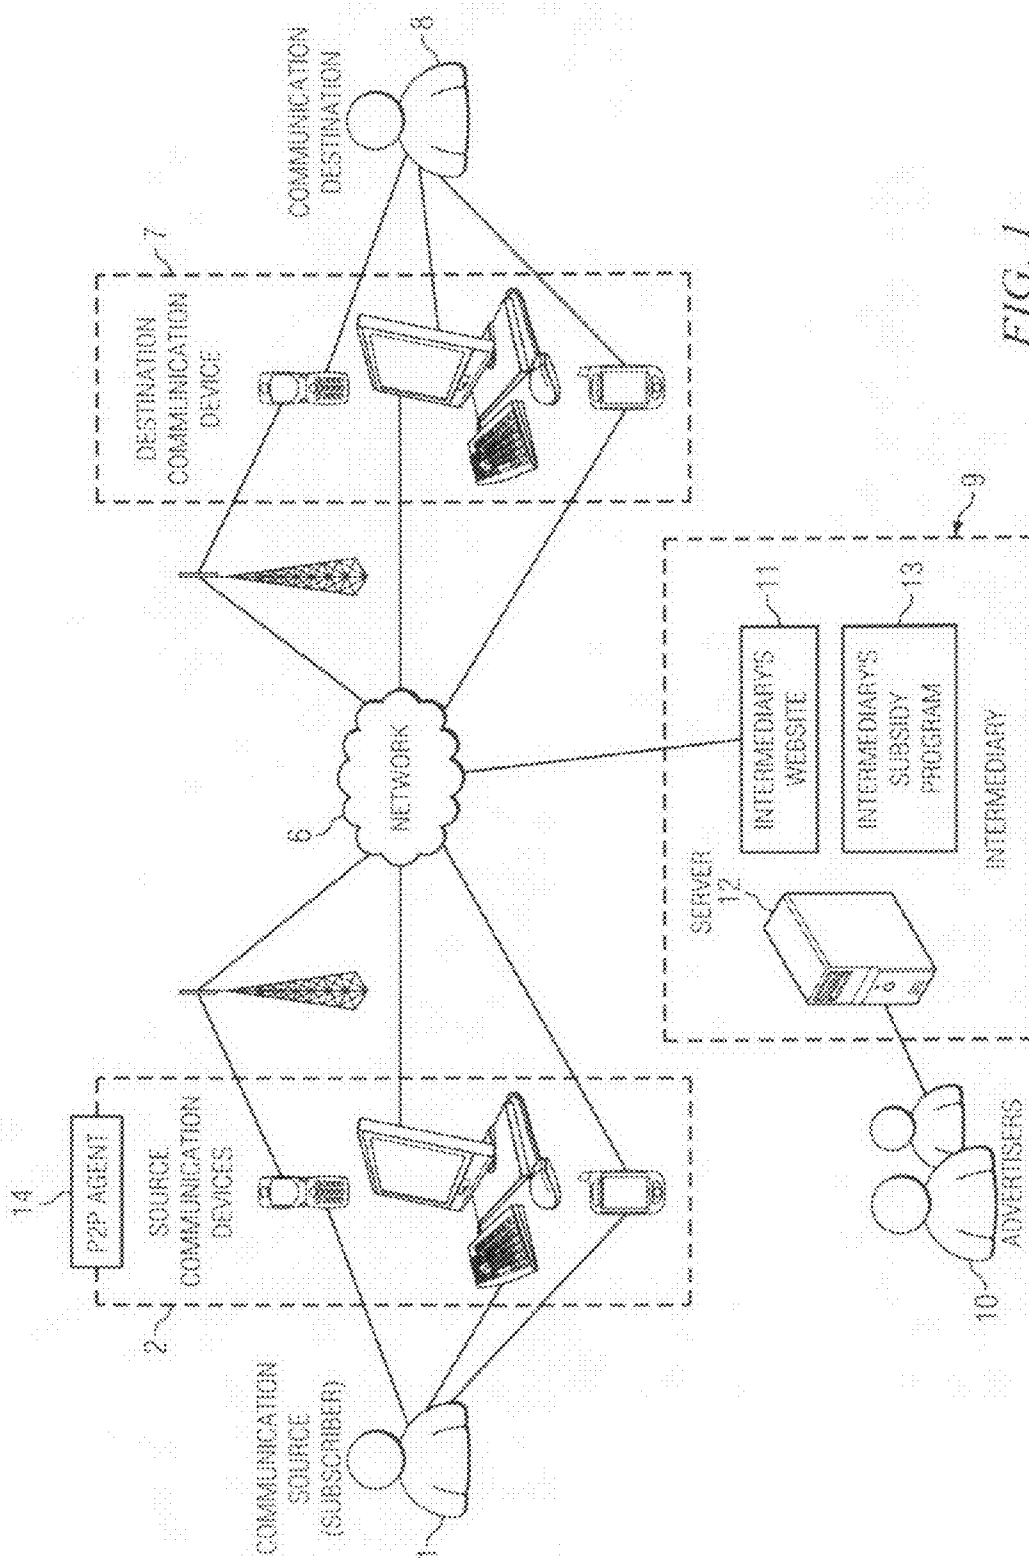 14
P2P AGENT
2
SOURCE
COMMUNICATION
DEVICES
COMMUNICATION
SOURCE
(SUBSCRIBER)
1
6
NETWORK
7
DESTINATION
COMMUNICATION
DEVICE
COMMUNICATION
DESTINATION
8
SERVER
12
INTERMEDIARY'S
WEBSITE
11
INTERMEDIARY'S
SUBSIDY
PROGRAM
13
INTERMEDIARY
9
10
ADVERTISERS
FIG. 1